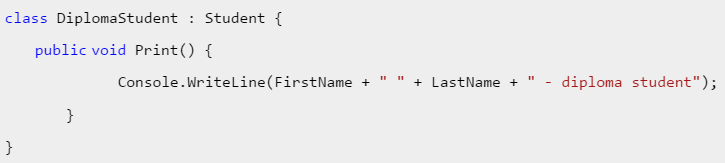 class DiplomaStudent : Student {
public void Print() {
Console.WriteLine(FirstName + " " + LastName + " - diploma student");
}
}